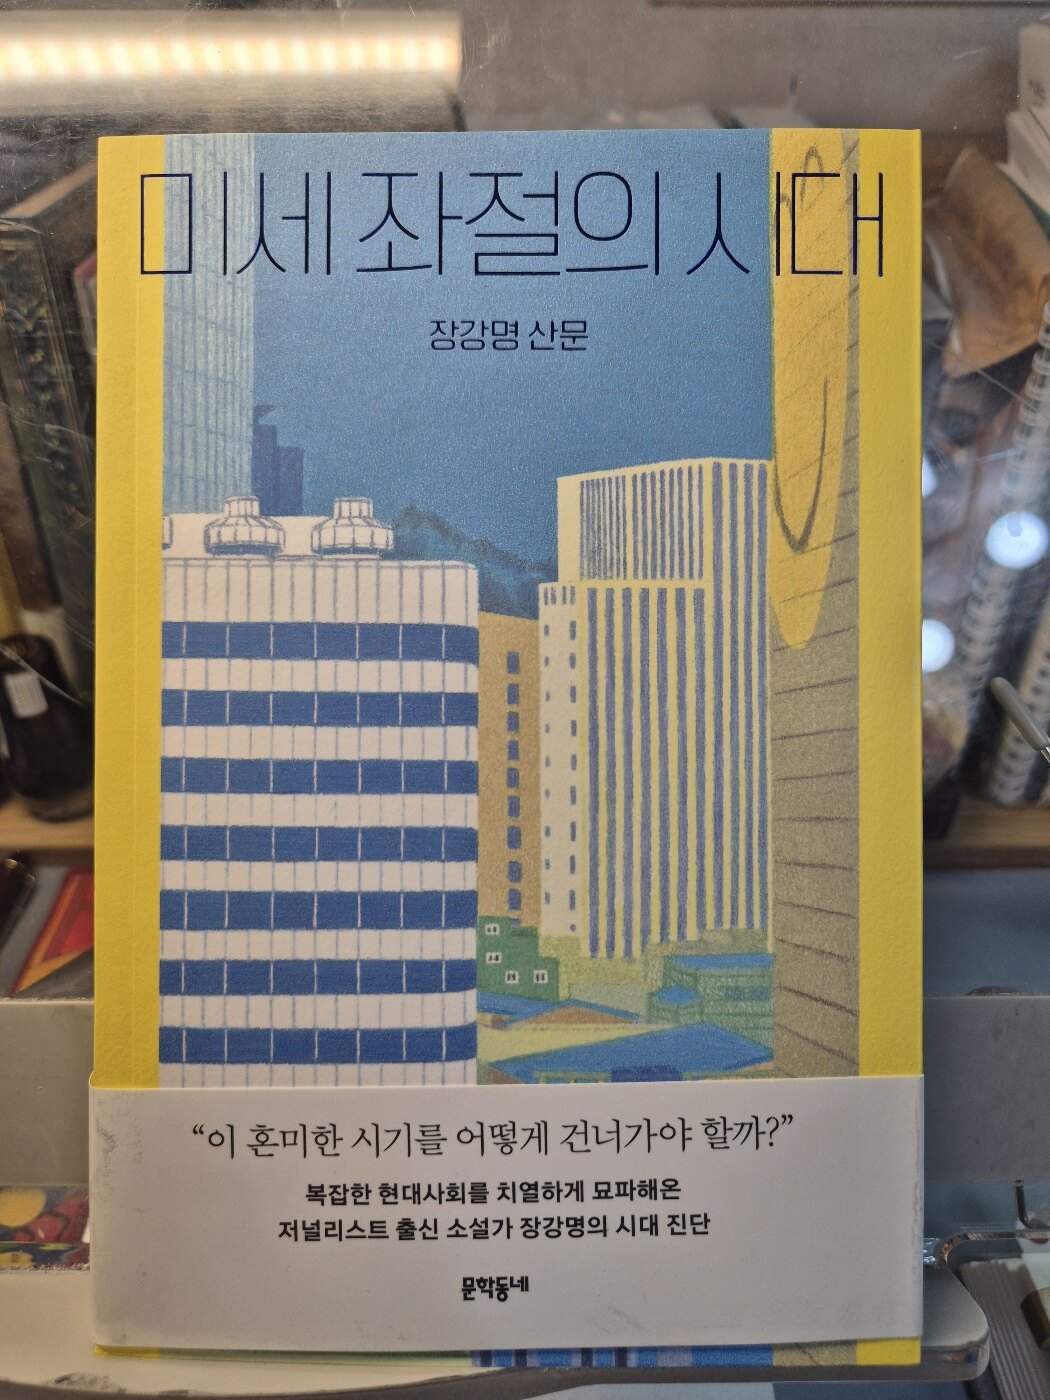 미세 좌절의 시대
장강명 산문
“이 혼미한 시기를 어떻게 건너가야 할까?”
복잡한 현대사회를 치열하게 묘파해온
저널리스트 출신 소설가 장강명의 시대 진단
문학동네